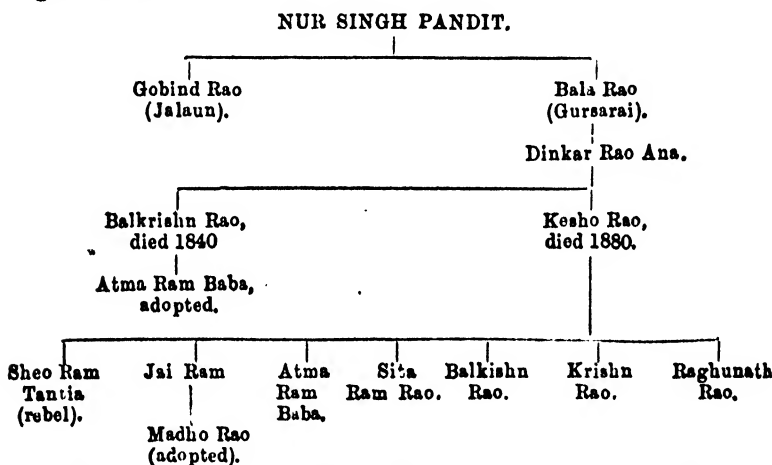 NUR SINGH PANDIT.
Gobind Rao Bala Rao
(Jalaun). (Gursarai).
Dinkar Rao Ana.
Balkrishn Rao, Kesho Rao,
died 1840 died 1880.
Atma Ram Baba,
adopted.
Sheo Ram Jai Ram Atma Sita Balkishn Krishn Raghunath
Tantia Ram Ram Rao. Rao. Rao. Rao.
(rebel). Baba.
Madho Rao
(adopted).